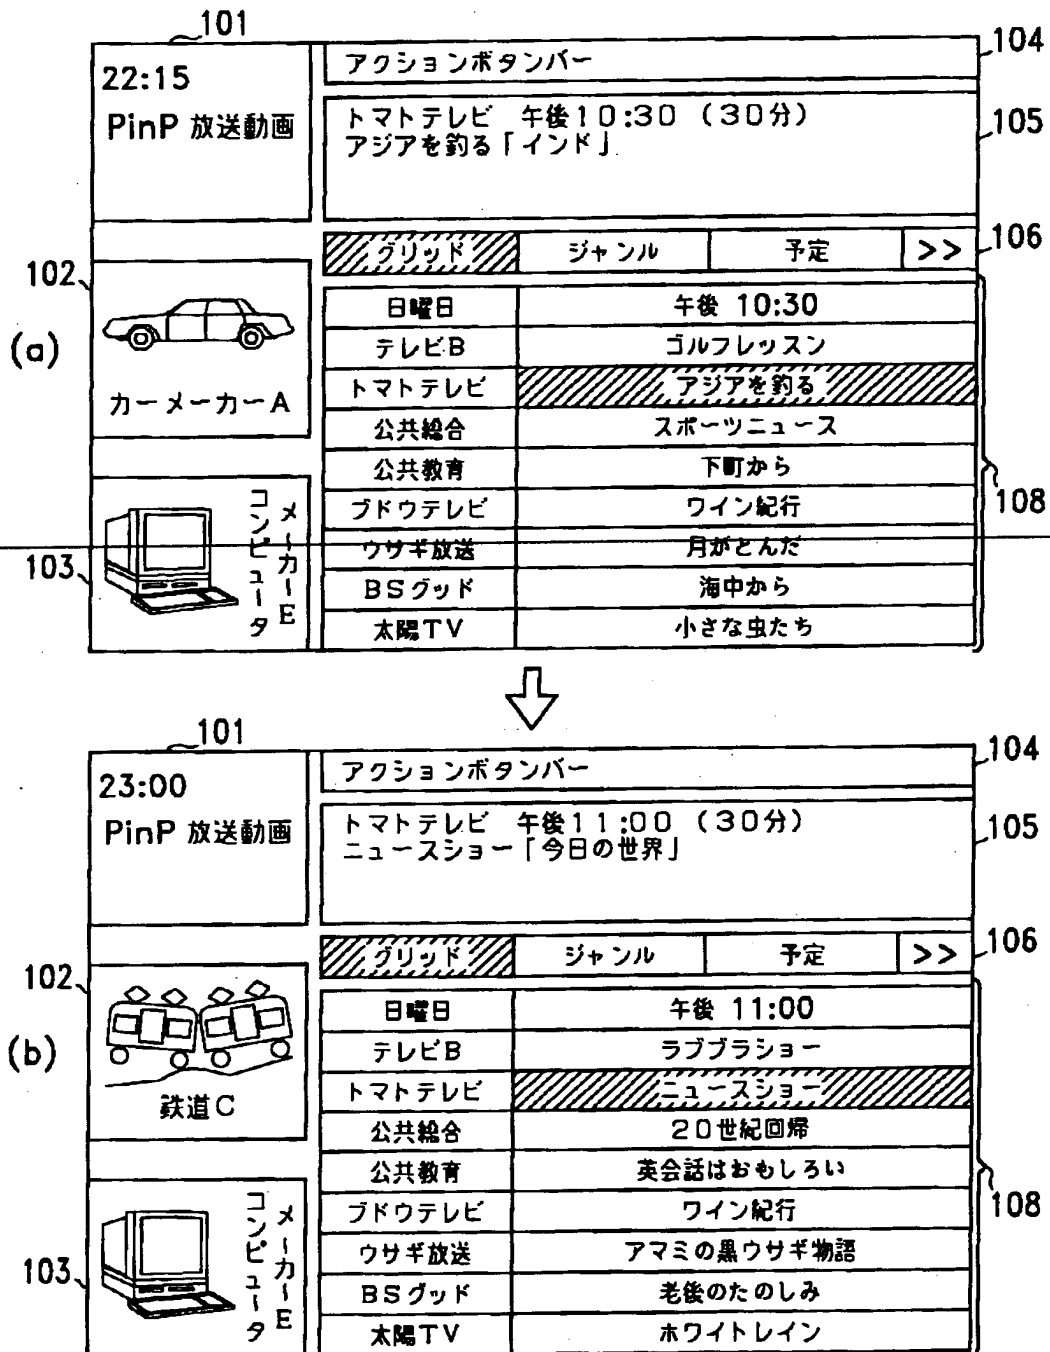 101
104
22:15
PinP 放送動画
アクションボタンバー
トマトテレビ 午後10:30 (30分)
アジアを釣る「インド」
105
グリッド ジャンル 予定 >>
106
102
(a)
カーメーカーA
日曜日 午後 10:30
テレビB ゴルフレッスン
トマトテレビ アジアを釣る
公共総合 スポーツニュース
公共教育 下町から
ブドウテレビ ワイン紀行
ウサギ放送 月がとんだ
BSグッド 海中から
太陽TV 小さな虫たち
108
103
コンピュータ
メーカーE
101
104
23:00
PinP 放送動画
アクションボタンバー
トマトテレビ 午後11:00 (30分)
ニュースショー「今日の世界」
105
グリッド ジャンル 予定 >>
106
102
(b)
鉄道C
日曜日 午後 11:00
テレビB ラブブラショー
トマトテレビ ニュースショー
公共総合 20世紀回帰
公共教育 英会話はおもしろい
ブドウテレビ ワイン紀行
ウサギ放送 アマミの黒ウサギ物語
BSグッド 老後のたのしみ
太陽TV ホワイトレイン
108
103
コンピュータ
メーカーE